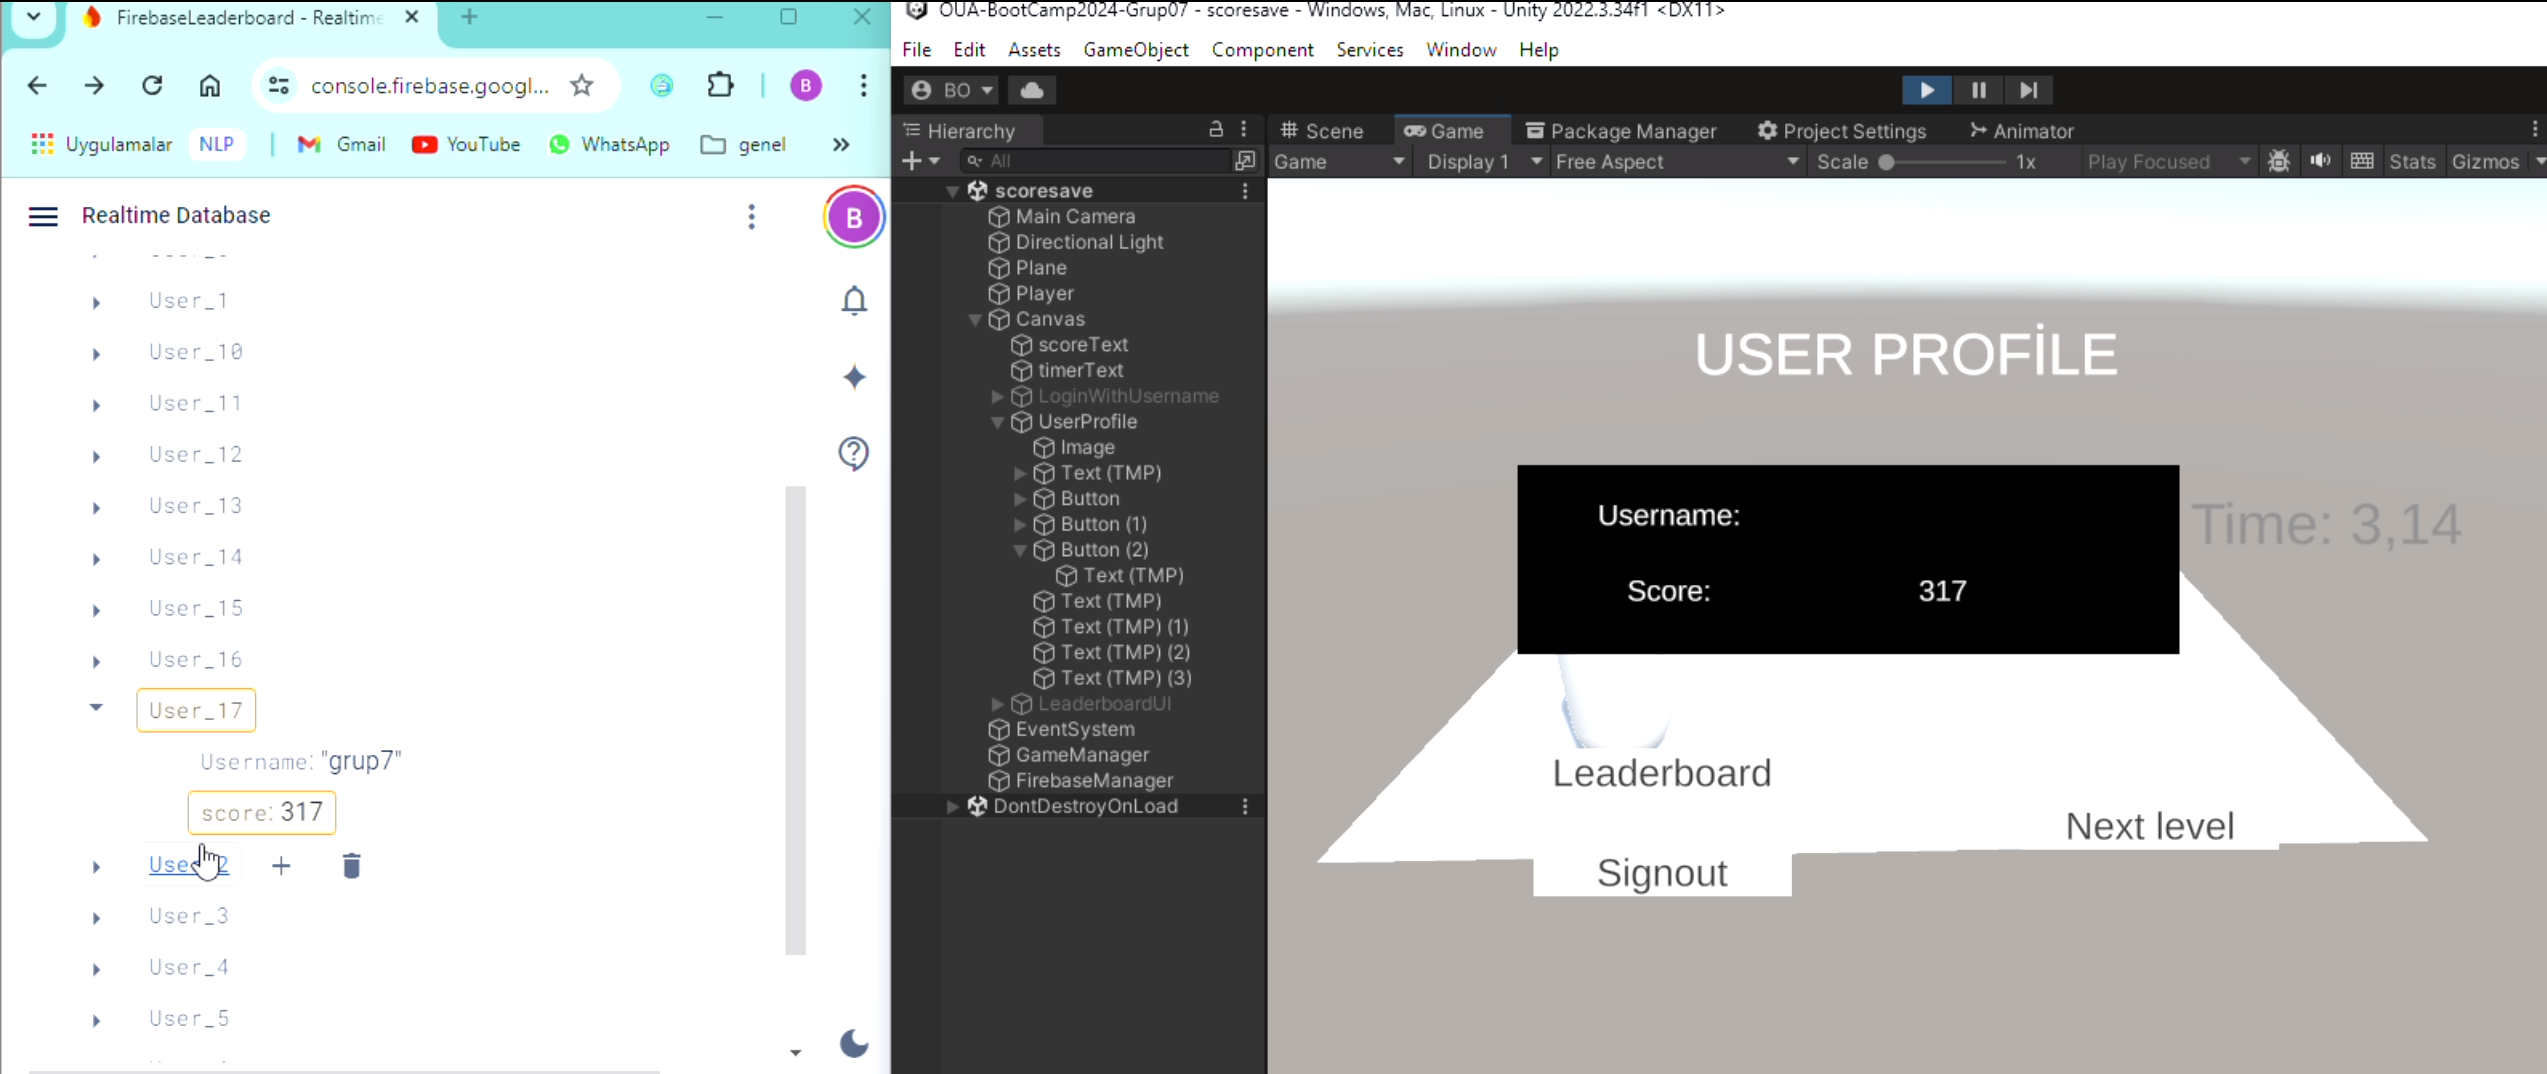 FirebaseLeaderboard - Realtime
console.firebase.googl...
B
Uygulamalar
NLP
Gmail
YouTube
WhatsApp
genel
Realtime Database
B
User_1
User_10
User_11
User_12
User_13
User_14
User_15
User_16
User_17
Username: "grup7"
score: 317
User_2
User_3
User_4
User_5
OUA-BootCamp2024-Grup07 - scoresave - Windows, Mac, Linux - Unity 2022.3.34f1 <DX11>
File Edit Assets GameObject Component Services Window Help
BO
Hierarchy
All
scoresave
Main Camera
Directional Light
Plane
Player
Canvas
scoreText
timerText
LoginWithUsername
UserProfile
Image
Text (TMP)
Button
Button (1)
Button (2)
Text (TMP)
Text (TMP)
Text (TMP) (1)
Text (TMP) (2)
Text (TMP) (3)
LeaderboardUI
EventSystem
GameManager
FirebaseManager
DontDestroyOnLoad
Scene Game Package Manager Project Settings Animator
Game Display 1 Free Aspect Scale 1x Play Focused Stats Gizmos
USER PROFİLE
Username:
Score: 317
Time: 3,14
Leaderboard
Next level
Signout